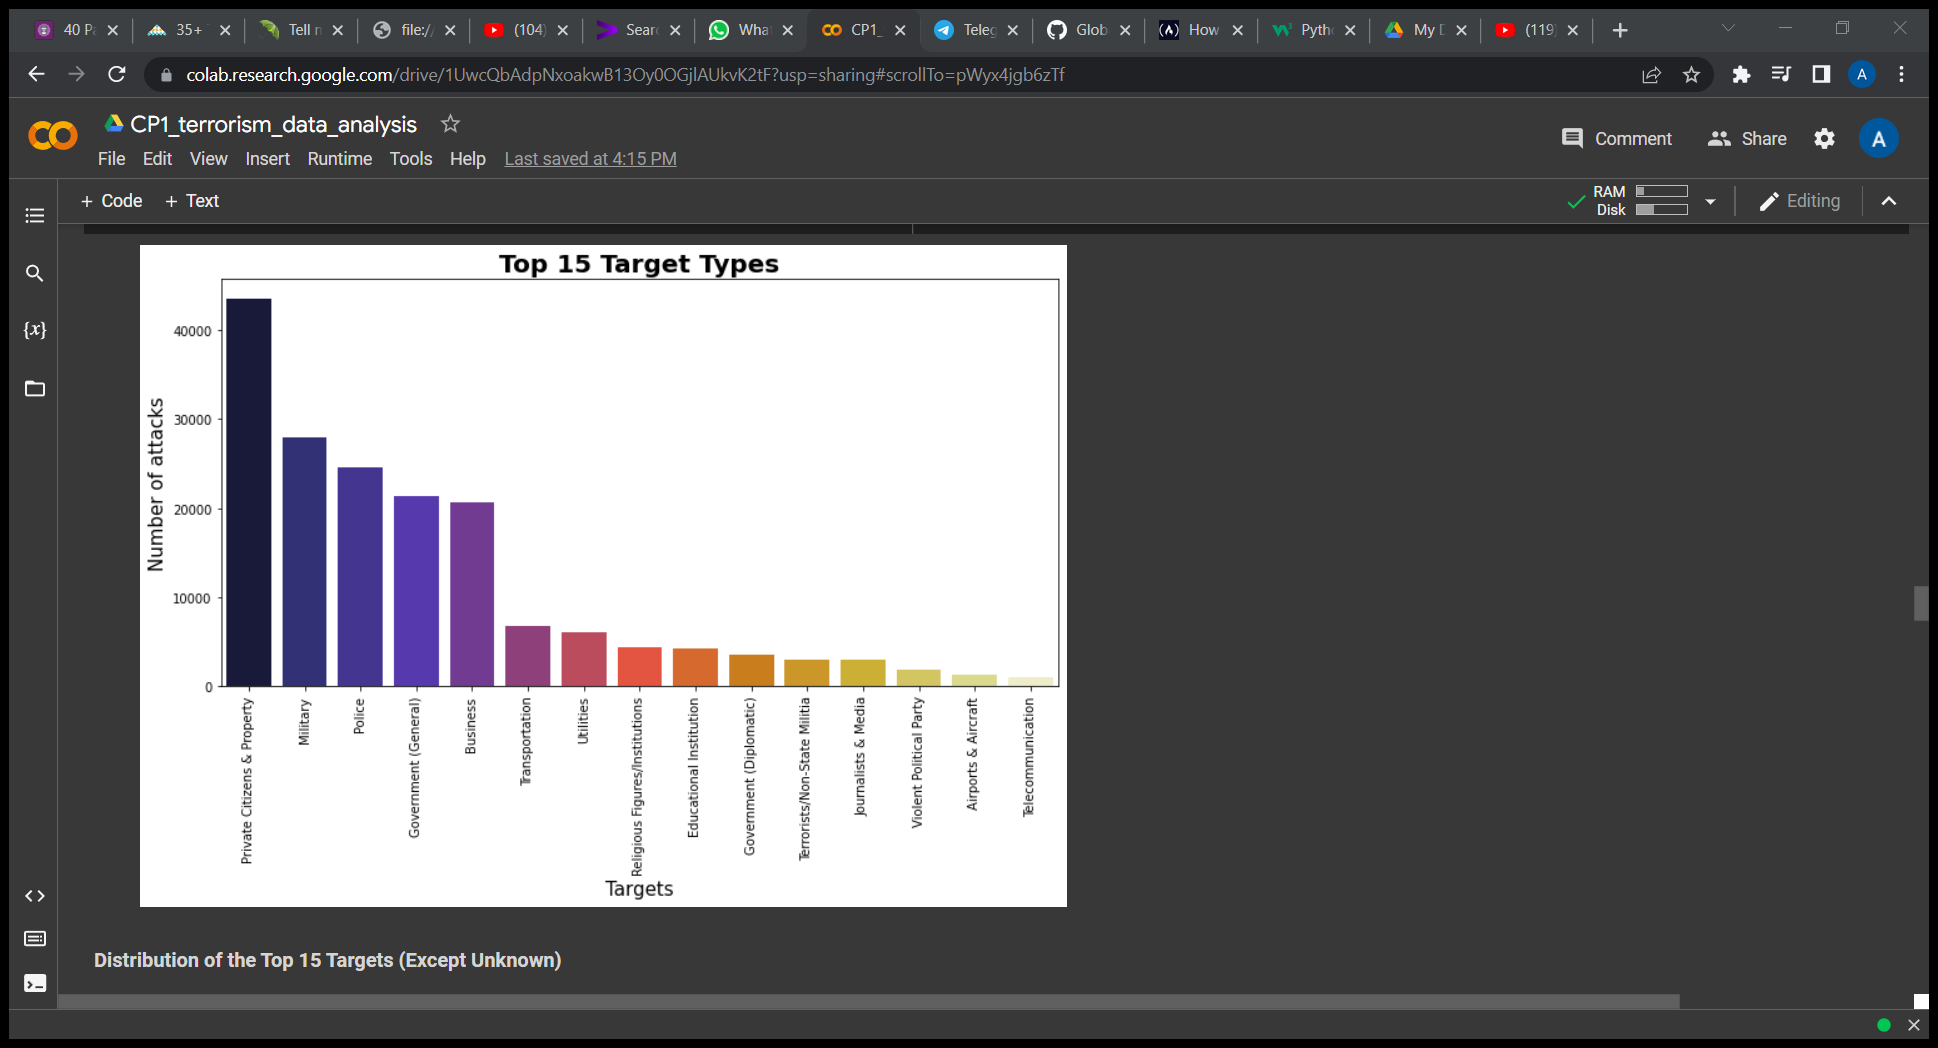 40 P
35+
Tell n
file:/
(104)
Sear
Wha
CP1_
Teleg
Glob
How
Pyth
My D
(119)
colab.research.google.com/drive/1UwcQbAdpNxoakwB13Oy0OGjlAUkvK2tF?usp=sharing#scrollTo=pWyx4jgb6zTf
A
CP1_terrorism_data_analysis
Comment
Share
A
File Edit View Insert Runtime Tools Help Last saved at 4:15 PM
+ Code + Text
RAM
Disk
Editing
{x}
Top 15 Target Types
Number of attacks
40000
30000
20000
10000
0
Private Citizens & Property
Military
Police
Government (General)
Business
Transportation
Utilities
Religious Figures/Institutions
Educational Institution
Government (Diplomatic)
Terrorists/Non-State Militia
Journalists & Media
Violent Political Party
Airports & Aircraft
Telecommunication
Targets
Distribution of the Top 15 Targets (Except Unknown)